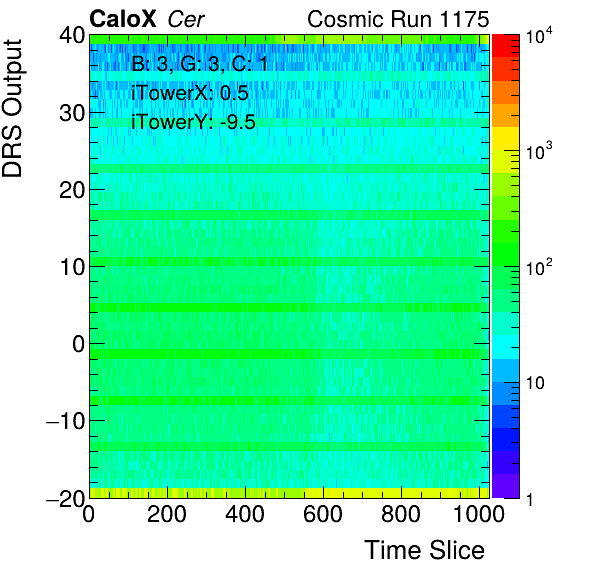 CaloX Cer Cosmic Run 1175
DRS Output
B: 3, G: 3, C: 1
iTowerX: 0.5
iTowerY: -9.5
40
30
20
10
0
−10
−20
0 200 400 600 800 1000
Time Slice
10^4
10^3
10^2
10
1